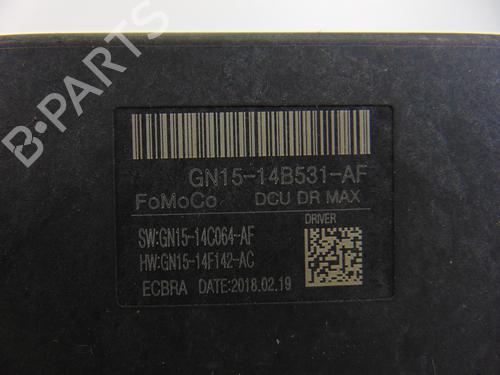 B-PARTS
GN15-14B531-AF
FoMoCo DCU DR MAX
DRIVER
SW:GN15-14C064-AF
HW:GN15-14F142-AC
ECBRA DATE:2018.02.19